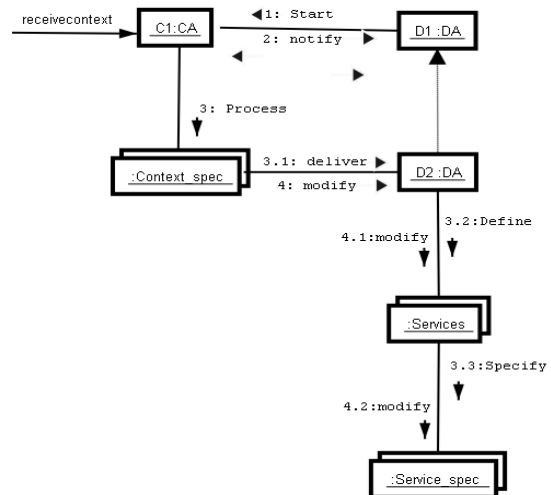 receivecontext
C1:CA
1: Start
2: notify
D1 :DA
3: Process
:Context_spec
3.1: deliver
4: modify
D2 :DA
3.2:Define
4.1:modify
:Services
3.3:Specify
4.2:modify
:Service_spec